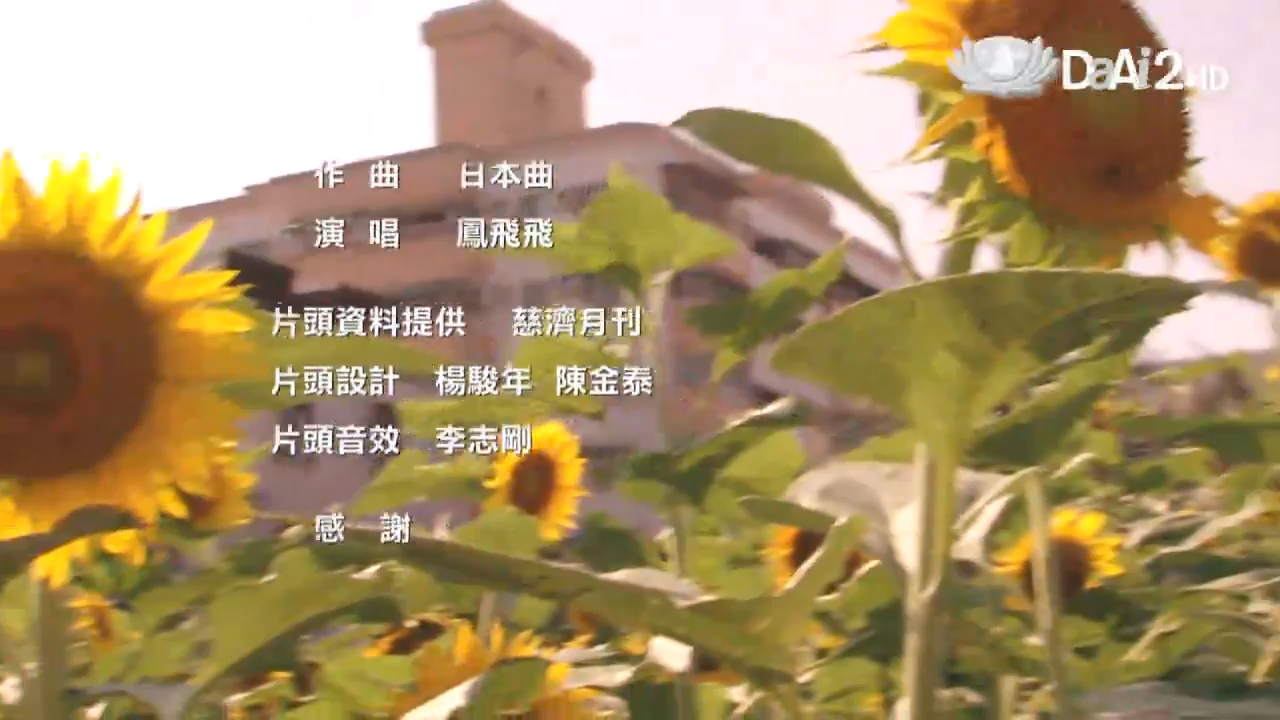 DaAi 2 HD
作 曲 日本曲
演 唱 鳳飛飛
片頭資料提供 慈濟月刊
片頭設計 楊駿年 陳金泰
片頭音效 李志剛
感 謝